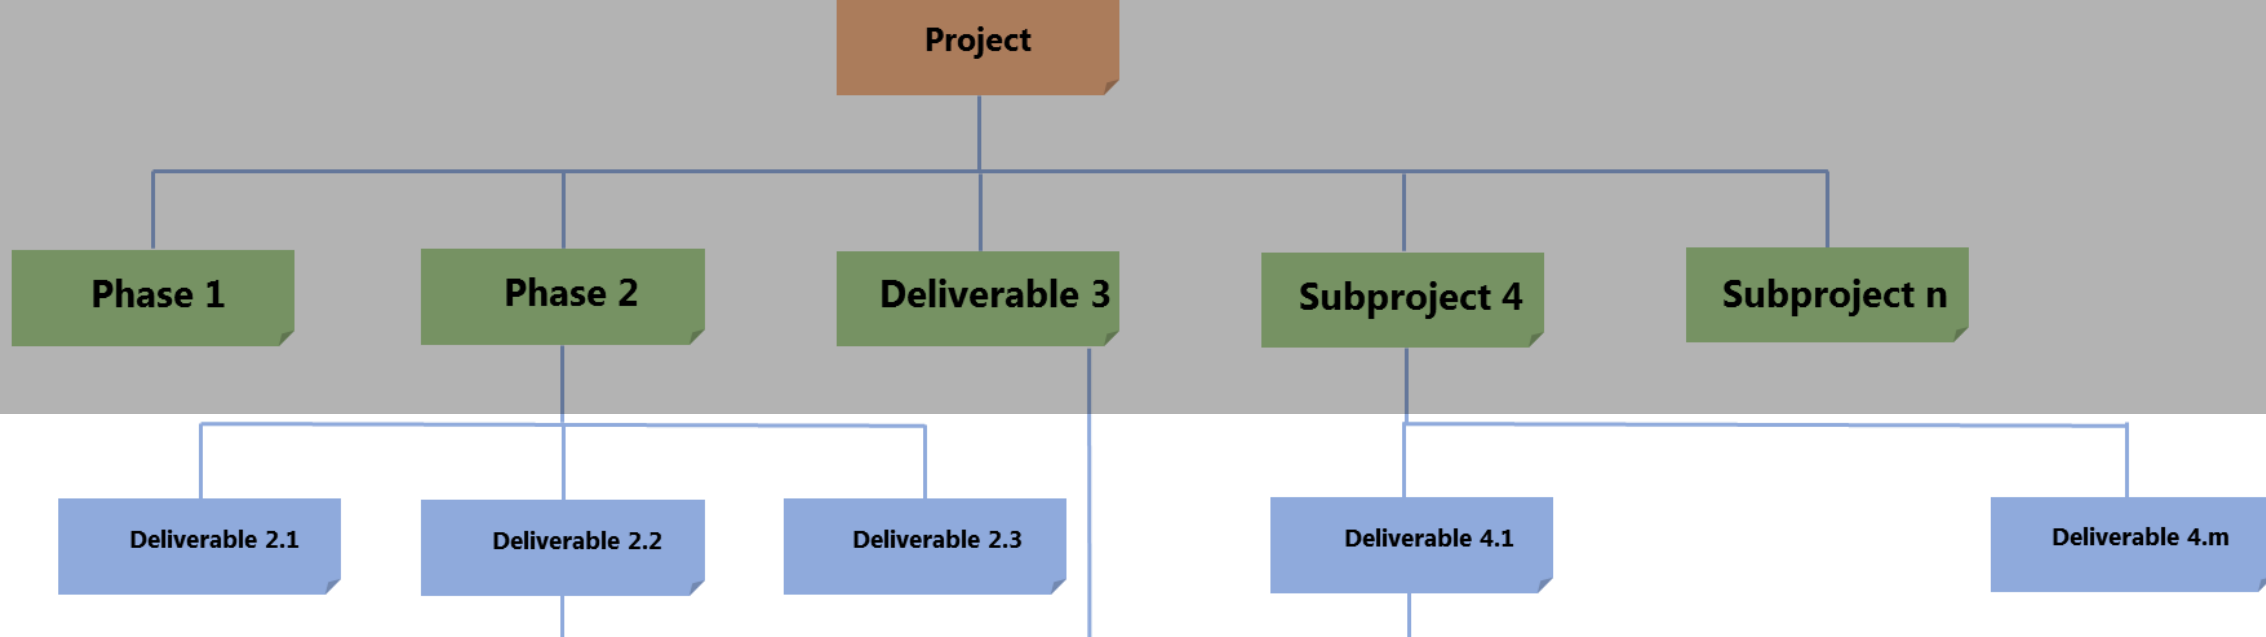 Project
Phase 1
Phase 2
Deliverable 3
Subproject 4
Subproject n
Deliverable 2.1
Deliverable 2.2
Deliverable 2.3
Deliverable 4.1
Deliverable 4.m